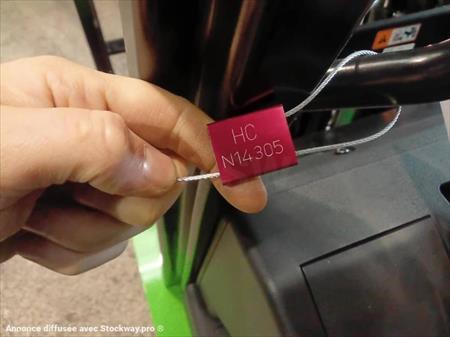 HC
N14305
Annonce diffusée avec Stockway.pro ®